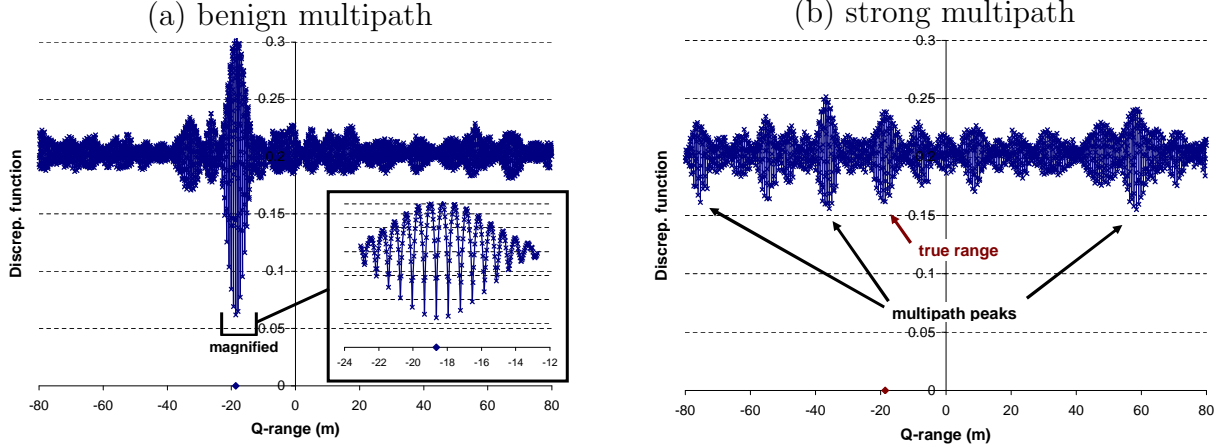 (a) benign multipath
0.3
0.25
0.2
0.15
0.1
0.05
0
Discrep. function
magnified
-24 -22 -20 -18 -16 -14 -12
-80 -60 -40 -20 0 20 40 60 80
Q-range (m)
(b) strong multipath
0.3
0.25
0.2
0.15
0.1
0.05
0
Discrep. function
true range
multipath peaks
-80 -60 -40 -20 0 20 40 60 80
Q-range (m)